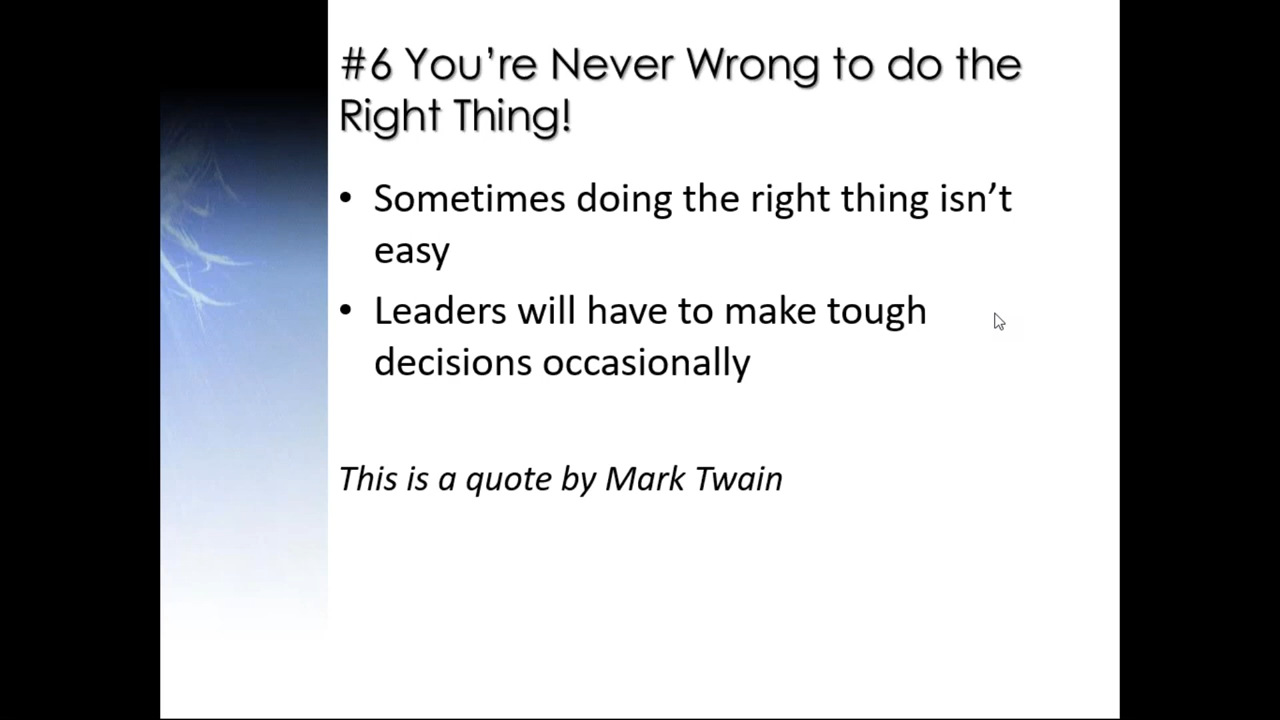 #6 You’re Never Wrong to do the
Right Thing!
• Sometimes doing the right thing isn’t
easy
• Leaders will have to make tough
decisions occasionally
This is a quote by Mark Twain